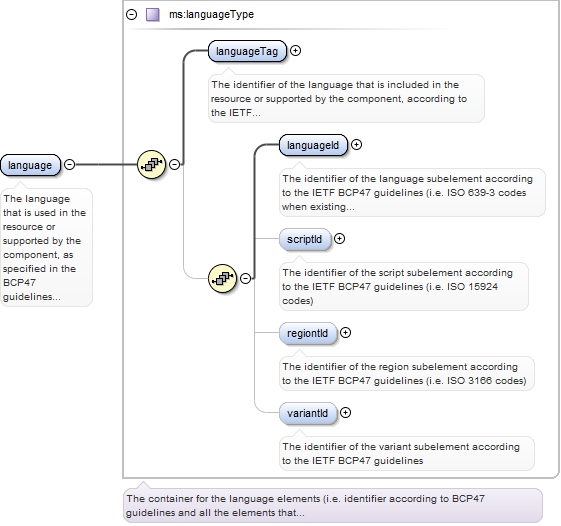 ms:languageType
languageTag
The identifier of the language that is included in the
resource or supported by the component, according to
the IETF...
language
The language
that is used in the
resource or
supported by the
component, as
specified in the
BCP47
guidelines...
languageId
The identifier of the language subelement according
to the IETF BCP47 guidelines (i.e. ISO 639-3 codes
when existing...
scriptId
The identifier of the script subelement according
to the IETF BCP47 guidelines (i.e. ISO 15924
codes)
regiontId
The identifier of the region subelement according
to the IETF BCP47 guidelines (i.e. ISO 3166 codes)
variantId
The identifier of the variant subelement according
to the IETF BCP47 guidelines
The container for the language elements (i.e. identifier according to BCP47
guidelines and all the elements that...